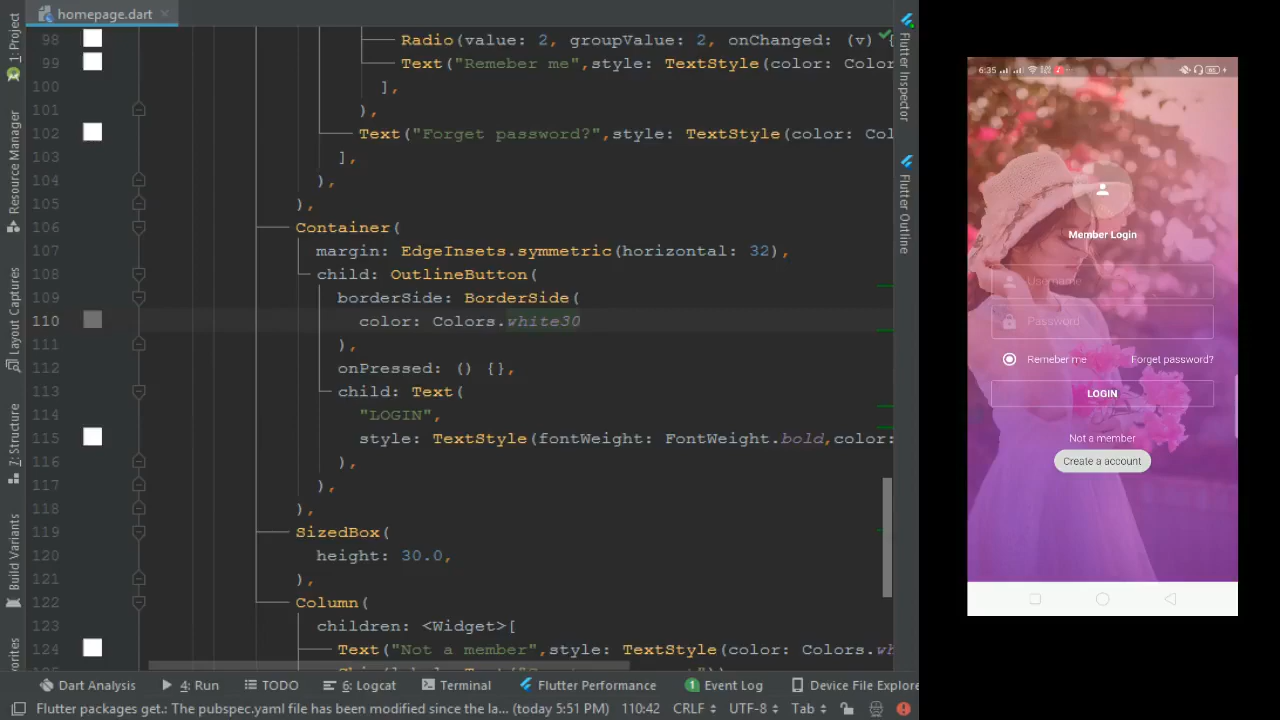 homepage.dart
1: Project
Resource Manager
Layout Captures
7: Structure
Build Variants
vorites
98 Radio(value: 2, groupValue: 2, onChanged: (v) {
99 Text("Remeber me",style: TextStyle(color: Color
100 ],
101 ),
102 Text("Forget password?",style: TextStyle(color: Col
103 ],
104 ),
105 ),
106 Container(
107 margin: EdgeInsets.symmetric(horizontal: 32),
108 child: OutlineButton(
109 borderSide: BorderSide(
110 color: Colors.white30
111 ),
112 onPressed: () {},
113 child: Text(
114 "LOGIN",
115 style: TextStyle(fontWeight: FontWeight.bold,color:
116 ),
117 ),
118 ),
119 SizedBox(
120 height: 30.0,
121 ),
122 Column(
123 children: <Widget>[
124 Text("Not a member",style: TextStyle(color: Colors.wh
Flutter Inspector
Flutter Outline
Dart Analysis 4: Run TODO 6: Logcat Terminal Flutter Performance 1 Event Log Device File Explore
Flutter packages get.: The pubspec.yaml file has been modified since the la... (today 5:51 PM) 110:42 CRLF UTF-8 Tab
6:35
Member Login
Username
Password
Remeber me Forget password?
LOGIN
Not a member
Create a account